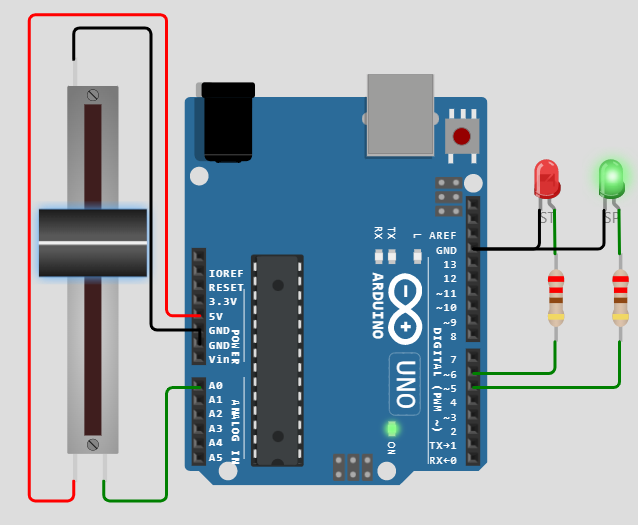 RX
TX
L
AREF
GND
13
12
~11
~10
~9
8
7
~6
~5
4
~3
2
TX→1
RX←0
DIGITAL (PWM ~)
IOREF
RESET
3.3V
5V
GND
GND
Vin
POWER
A0
A1
A2
A3
A4
A5
ANALOG IN
ARDUINO
UNO
ON